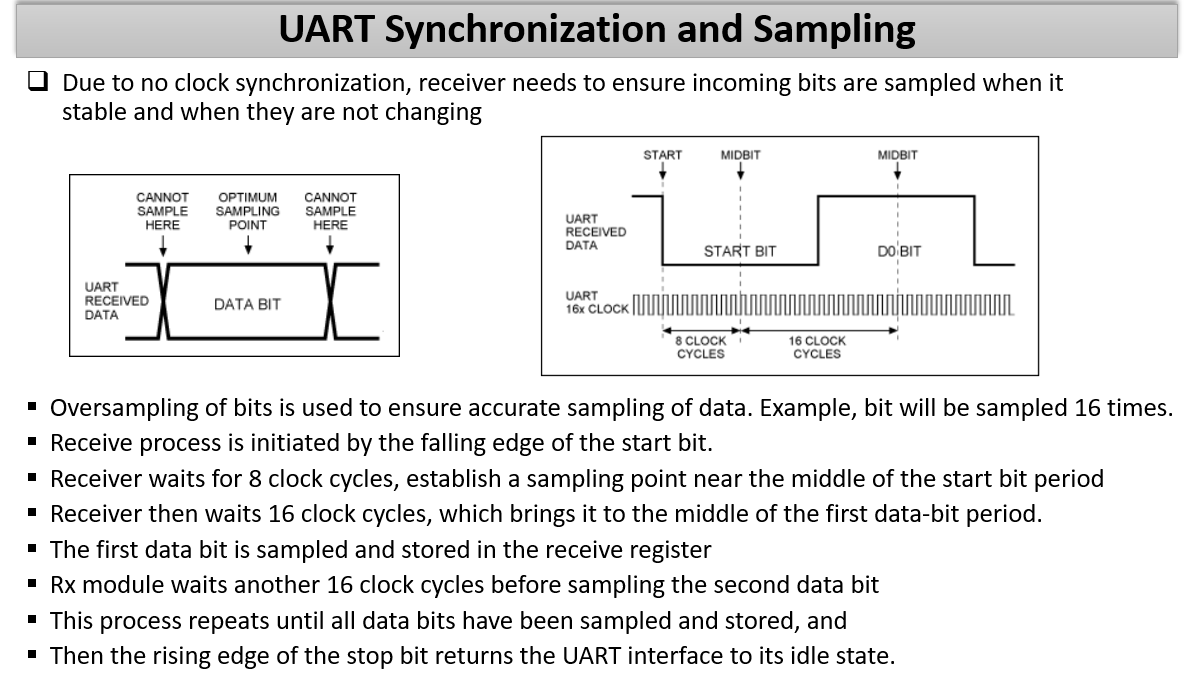 UART Synchronization and Sampling
❑ Due to no clock synchronization, receiver needs to ensure incoming bits are sampled when it
stable and when they are not changing
CANNOT
SAMPLE
HERE
OPTIMUM
SAMPLING
POINT
CANNOT
SAMPLE
HERE
UART
RECEIVED
DATA
DATA BIT
START
MIDBIT
MIDBIT
UART
RECEIVED
DATA
START BIT
D0 BIT
UART
16x CLOCK
8 CLOCK
CYCLES
16 CLOCK
CYCLES
▪ Oversampling of bits is used to ensure accurate sampling of data. Example, bit will be sampled 16 times.
▪ Receive process is initiated by the falling edge of the start bit.
▪ Receiver waits for 8 clock cycles, establish a sampling point near the middle of the start bit period
▪ Receiver then waits 16 clock cycles, which brings it to the middle of the first data-bit period.
▪ The first data bit is sampled and stored in the receive register
▪ Rx module waits another 16 clock cycles before sampling the second data bit
▪ This process repeats until all data bits have been sampled and stored, and
▪ Then the rising edge of the stop bit returns the UART interface to its idle state.